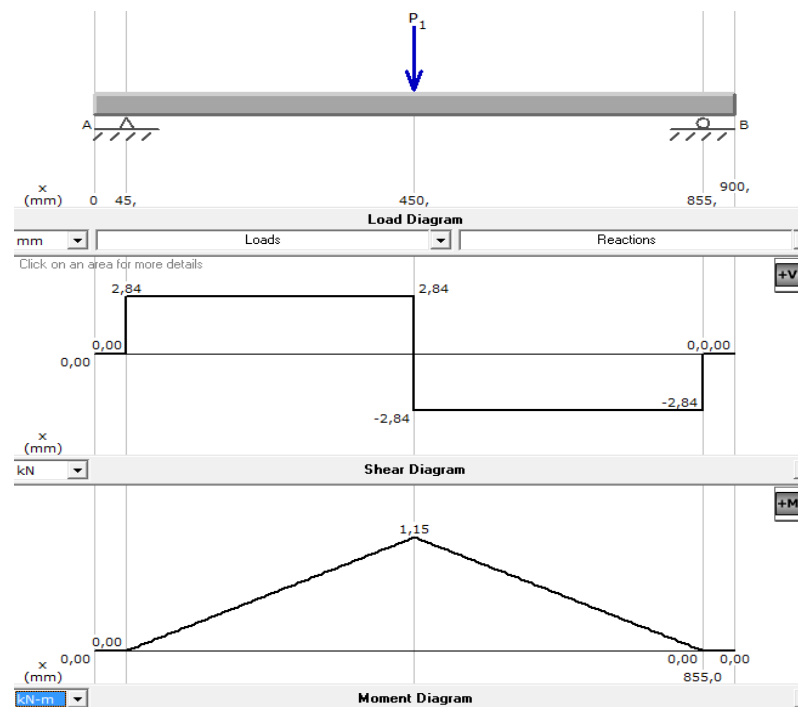 P1
A
B
x
(mm)
0 45, 450, 855, 900,
Load Diagram
mm Loads Reactions
Click on an area for more details
+V
2,84 2,84
0,00 0,0,00
0,00
-2,84
-2,84
x
(mm)
kN Shear Diagram
+M
1,15
0,00
0,00 0,00 0,00
x
(mm) 855,0
kN-m Moment Diagram